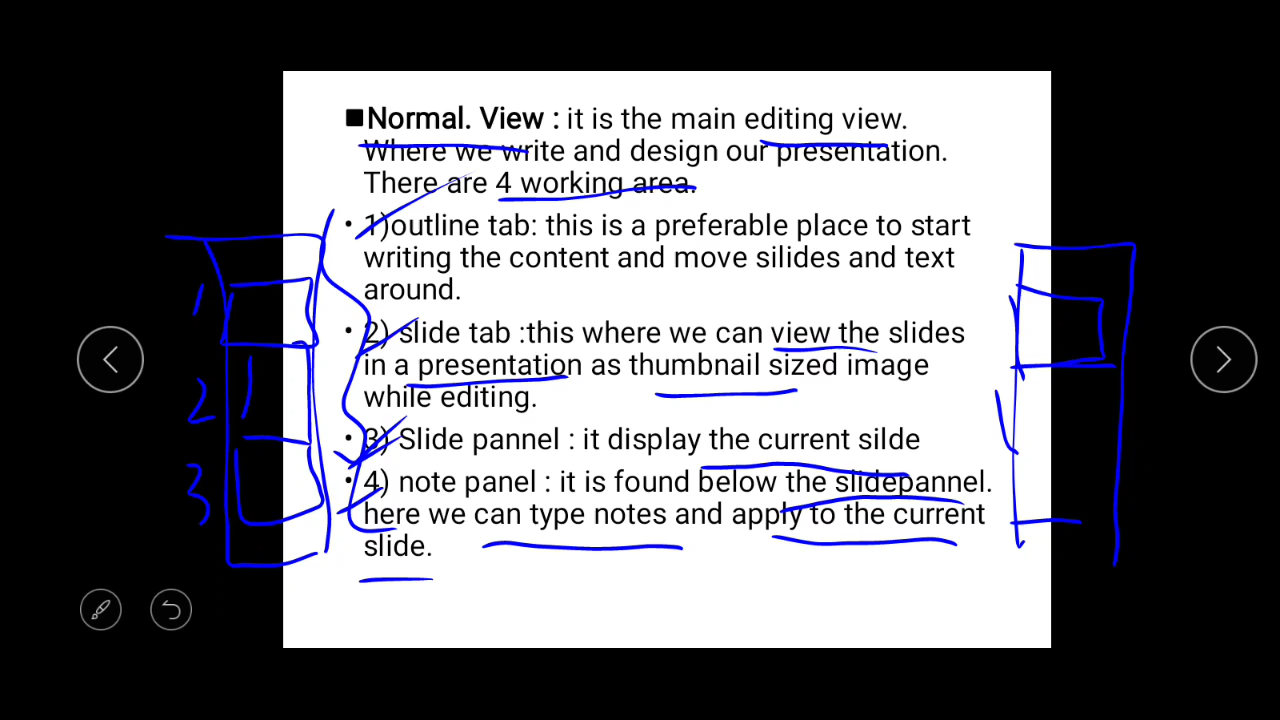 ■Normal. View : it is the main editing view.
Where we write and design our presentation.
There are 4 working area.
• 1)outline tab: this is a preferable place to start
writing the content and move silides and text
around.
• 2) slide tab :this where we can view the slides
in a presentation as thumbnail sized image
while editing.
• 3) Slide pannel : it display the current silde
• 4) note panel : it is found below the slidepannel.
here we can type notes and apply to the current
slide.
1
2
3